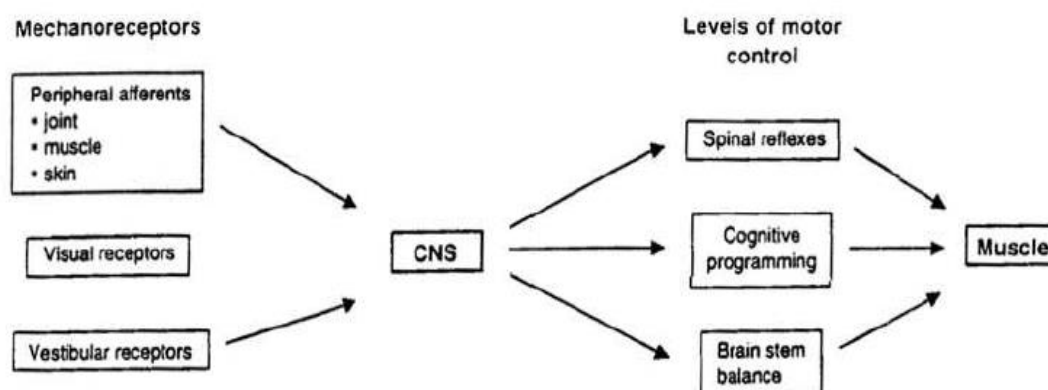 Mechanoreceptors
Peripheral afferents
• joint
• muscle
• skin
Visual receptors
Vestibular receptors
CNS
Levels of motor
control
Spinal reflexes
Cognitive
programming
Brain stem
balance
Muscle